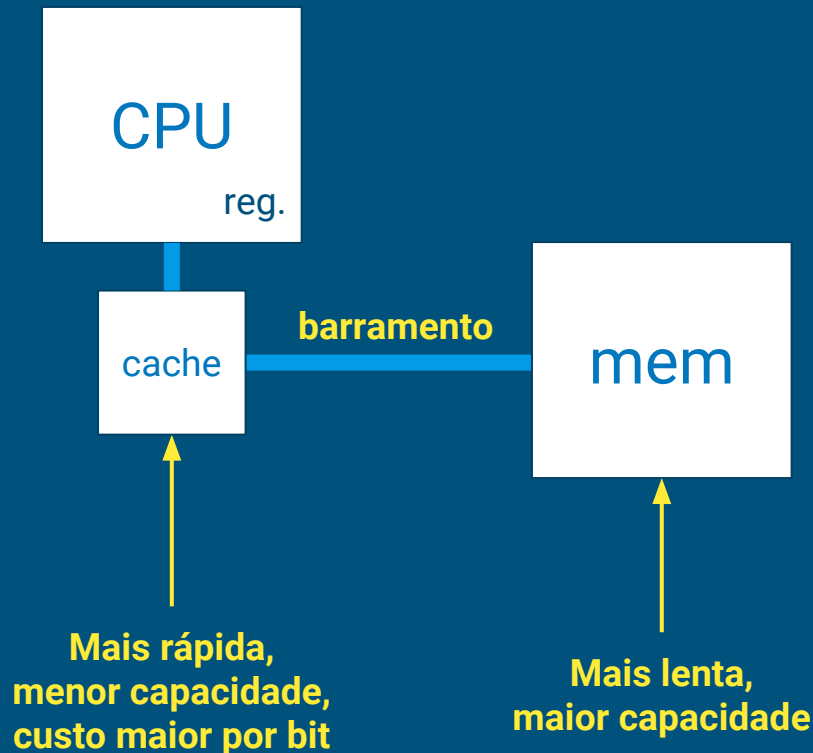 CPU
reg.
cache
barramento
mem
Mais rápida,
menor capacidade,
custo maior por bit
Mais lenta,
maior capacidade